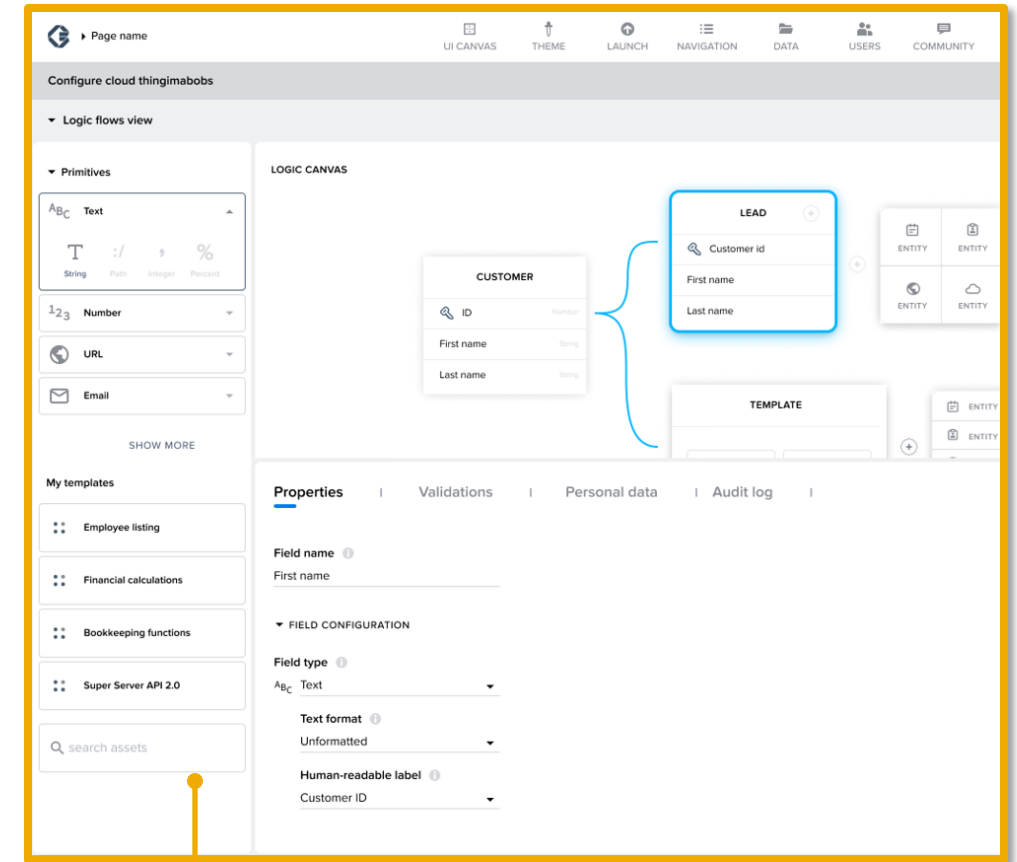 Page name
UI CANVAS
THEME
LAUNCH
NAVIGATION
DATA
USERS
COMMUNITY
Configure cloud thingimabobs
Logic flows view
Primitives
ABC Text
T :/ , %
String Path Integer Percent
123 Number
URL
Email
SHOW MORE
My templates
Employee listing
Financial calculations
Bookkeeping functions
Super Server API 2.0
search assets
LOGIC CANVAS
CUSTOMER
ID Number
First name String
Last name String
LEAD
Customer id
First name
Last name
ENTITY ENTITY
ENTITY ENTITY
TEMPLATE
ENTITY
ENTITY
Properties | Validations | Personal data | Audit log |
Field name
First name
FIELD CONFIGURATION
Field type
ABC Text
Text format
Unformatted
Human-readable label
Customer ID